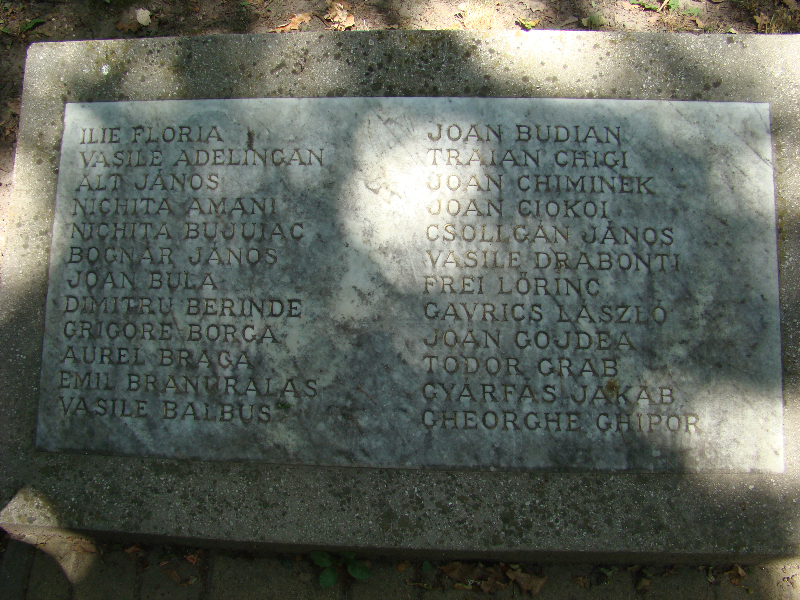 ILIE FLORIA
VASILE ADELINGAN
ALT JÁNOS
NICHITA AMANI
NICHITA BUJUIAC
BOGNÁR JÁNOS
JOAN BULA
DIMITRU BERINDE
GRIGORE BORGA
AUREL BRAGA
EMIL BRANURALAS
VASILE BALBUS
JOAN BUDIAN
TRAIAN CHIGI
JOAN CHIMINEK
JOAN CIOKOI
CSOLLGÁN JÁNOS
VASILE DRABONTI
FREI LŐRINC
GAVRICS LÁSZLÓ
JOAN GOJDEA
TODOR GRAB
GYÁRFÁS JAKAB
GHEORGHE GHIPOR